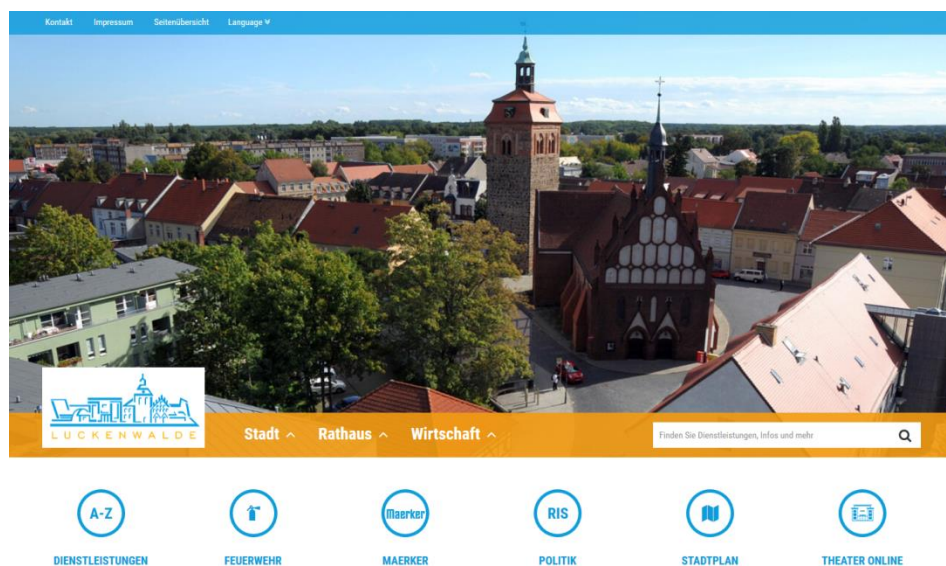 Kontakt Impressum Seitenübersicht Language
LUCKENWALDE
Stadt Rathaus Wirtschaft
Finden Sie Dienstleistungen, Infos und mehr
A-Z Maerker RIS
DIENSTLEISTUNGEN FEUERWEHR MAERKER POLITIK STADTPLAN THEATER ONLINE